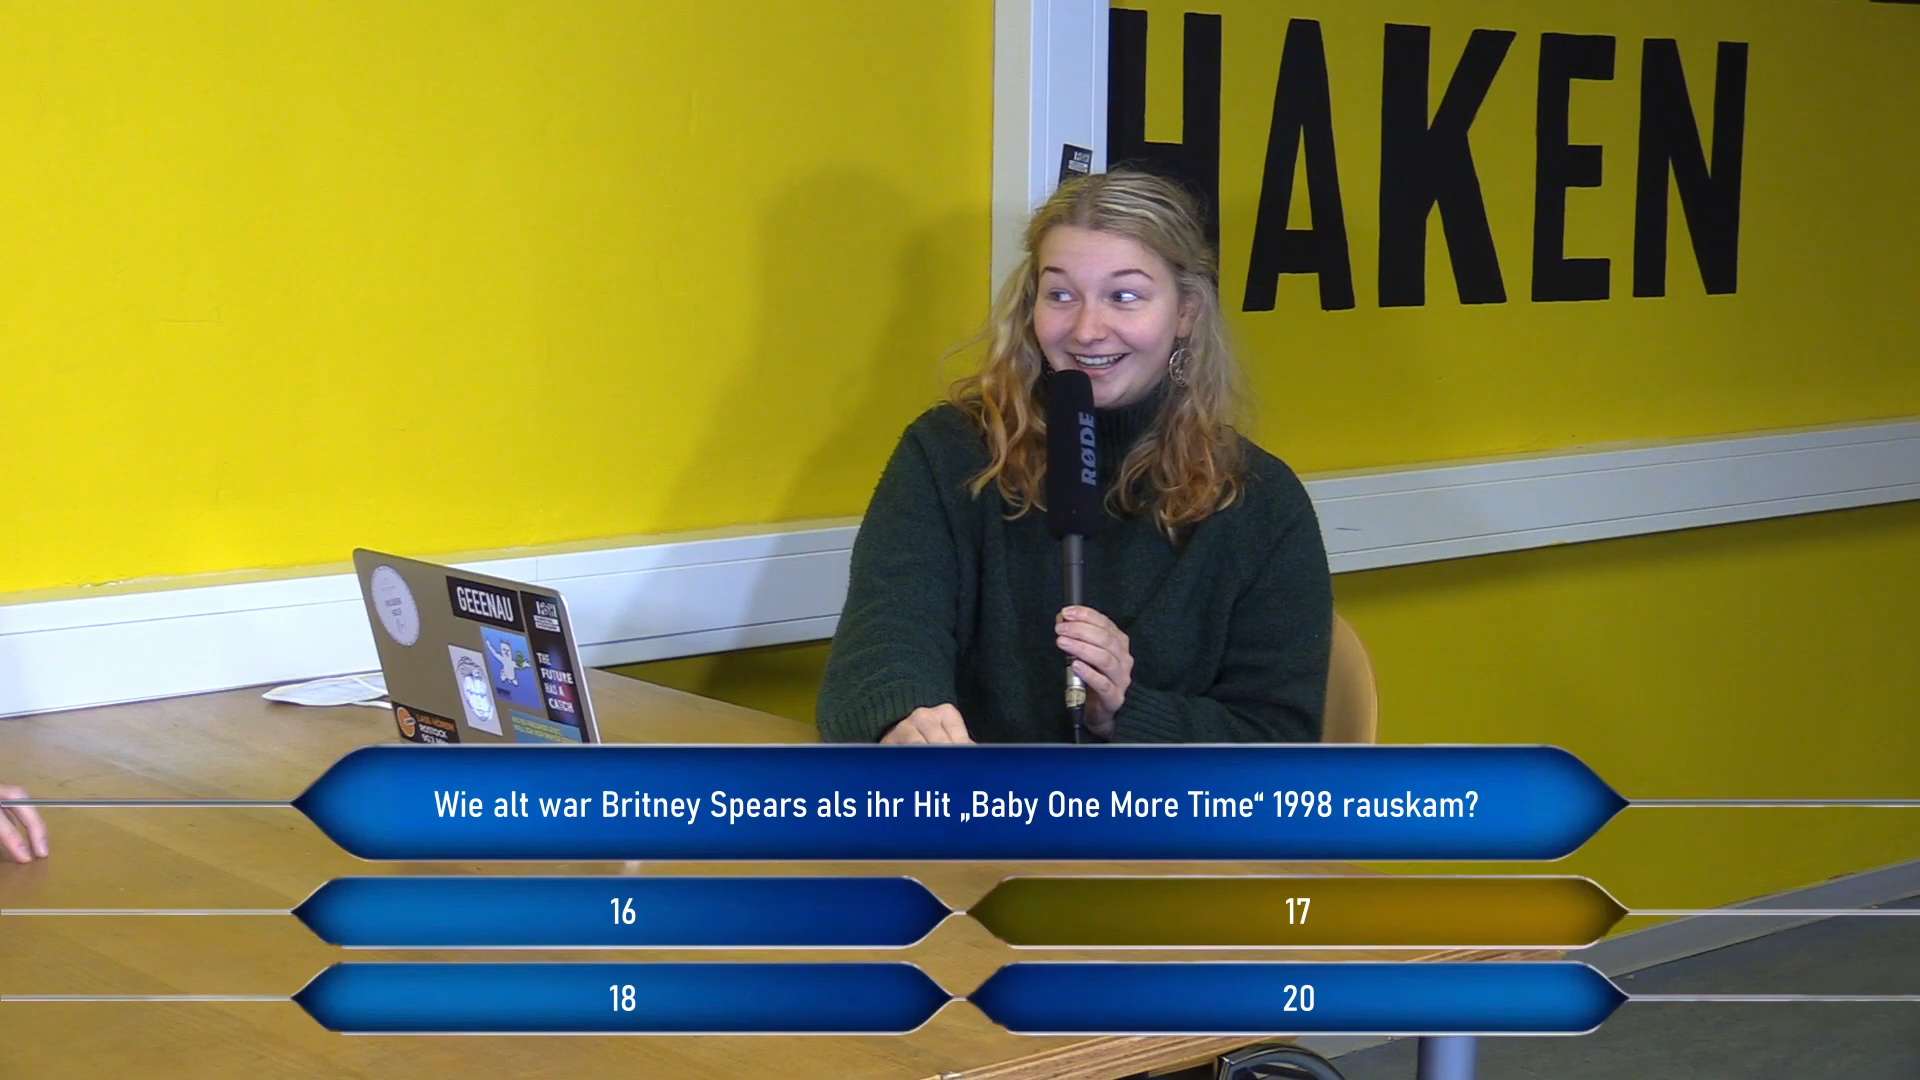 HAKEN
RØDE
GEEENAU
THE
FUTURE
HAS A
CATCH
ROSTOCK
Wie alt war Britney Spears als ihr Hit „Baby One More Time“ 1998 rauskam?
16
17
18
20